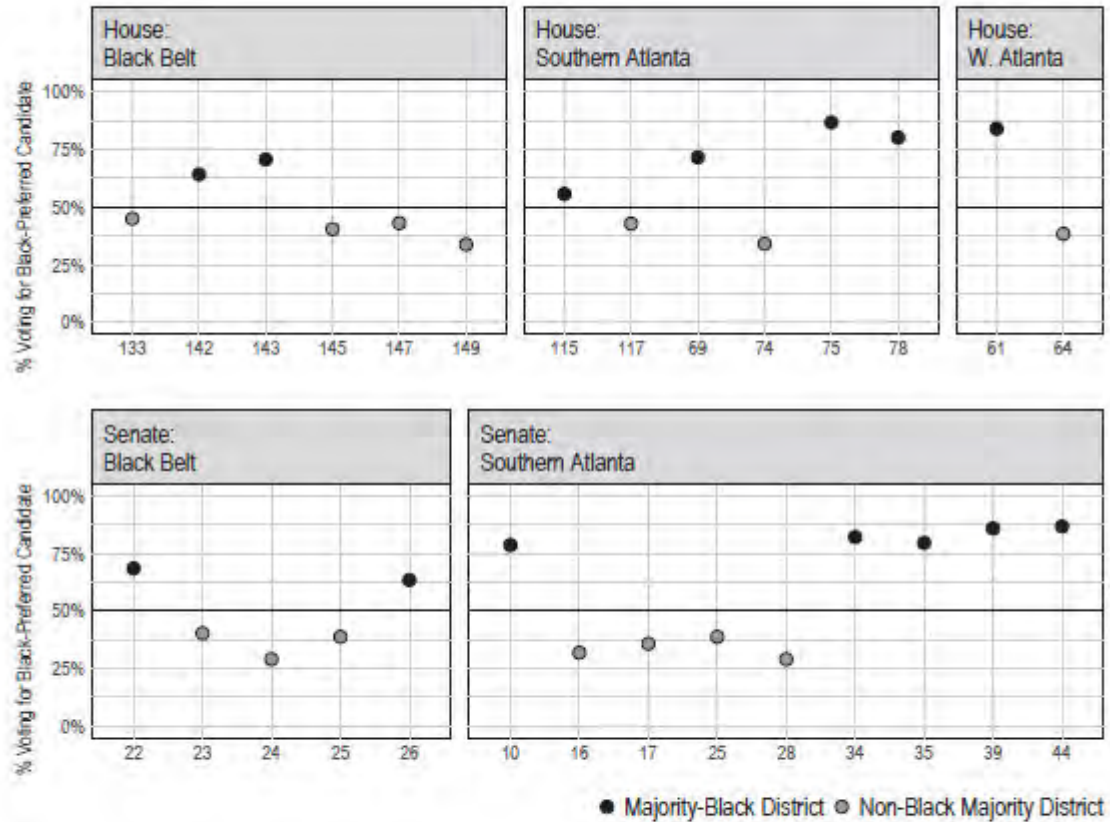 House:
Black Belt
House:
Southern Atlanta
House:
W. Atlanta
% Voting for Black-Preferred Candidate
100%
75%
50%
25%
0%
133 142 143 145 147 149
115 117 69 74 75 78
61 64
Senate:
Black Belt
Senate:
Southern Atlanta
% Voting for Black-Preferred Candidate
100%
75%
50%
25%
0%
22 23 24 25 26
10 16 17 25 28 34 35 39 44
Majority-Black District Non-Black Majority District